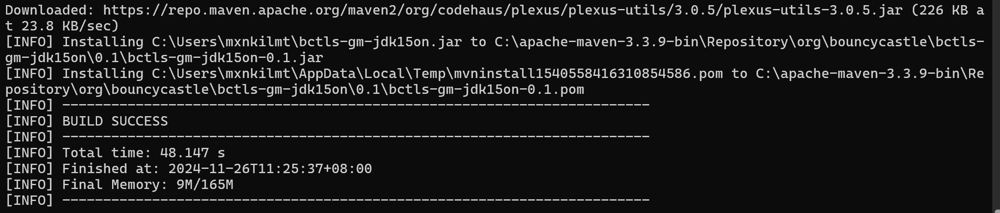 Downloaded: https://repo.maven.apache.org/maven2/org/codehaus/plexus/plexus-utils/3.0.5/plexus-utils-3.0.5.jar (226 KB a
t 23.8 KB/sec)
[INFO] Installing C:\Users\mxnkilmt\bctls-gm-jdk15on.jar to C:\apache-maven-3.3.9-bin\Repository\org\bouncycastle\bctls-
gm-jdk15on\0.1\bctls-gm-jdk15on-0.1.jar
[INFO] Installing C:\Users\mxnkilmt\AppData\Local\Temp\mvninstall1540558416310854586.pom to C:\apache-maven-3.3.9-bin\Re
pository\org\bouncycastle\bctls-gm-jdk15on\0.1\bctls-gm-jdk15on-0.1.pom
[INFO] ------------------------------------------------------------------------
[INFO] BUILD SUCCESS
[INFO] ------------------------------------------------------------------------
[INFO] Total time: 48.147 s
[INFO] Finished at: 2024-11-26T11:25:37+08:00
[INFO] Final Memory: 9M/165M
[INFO] ------------------------------------------------------------------------